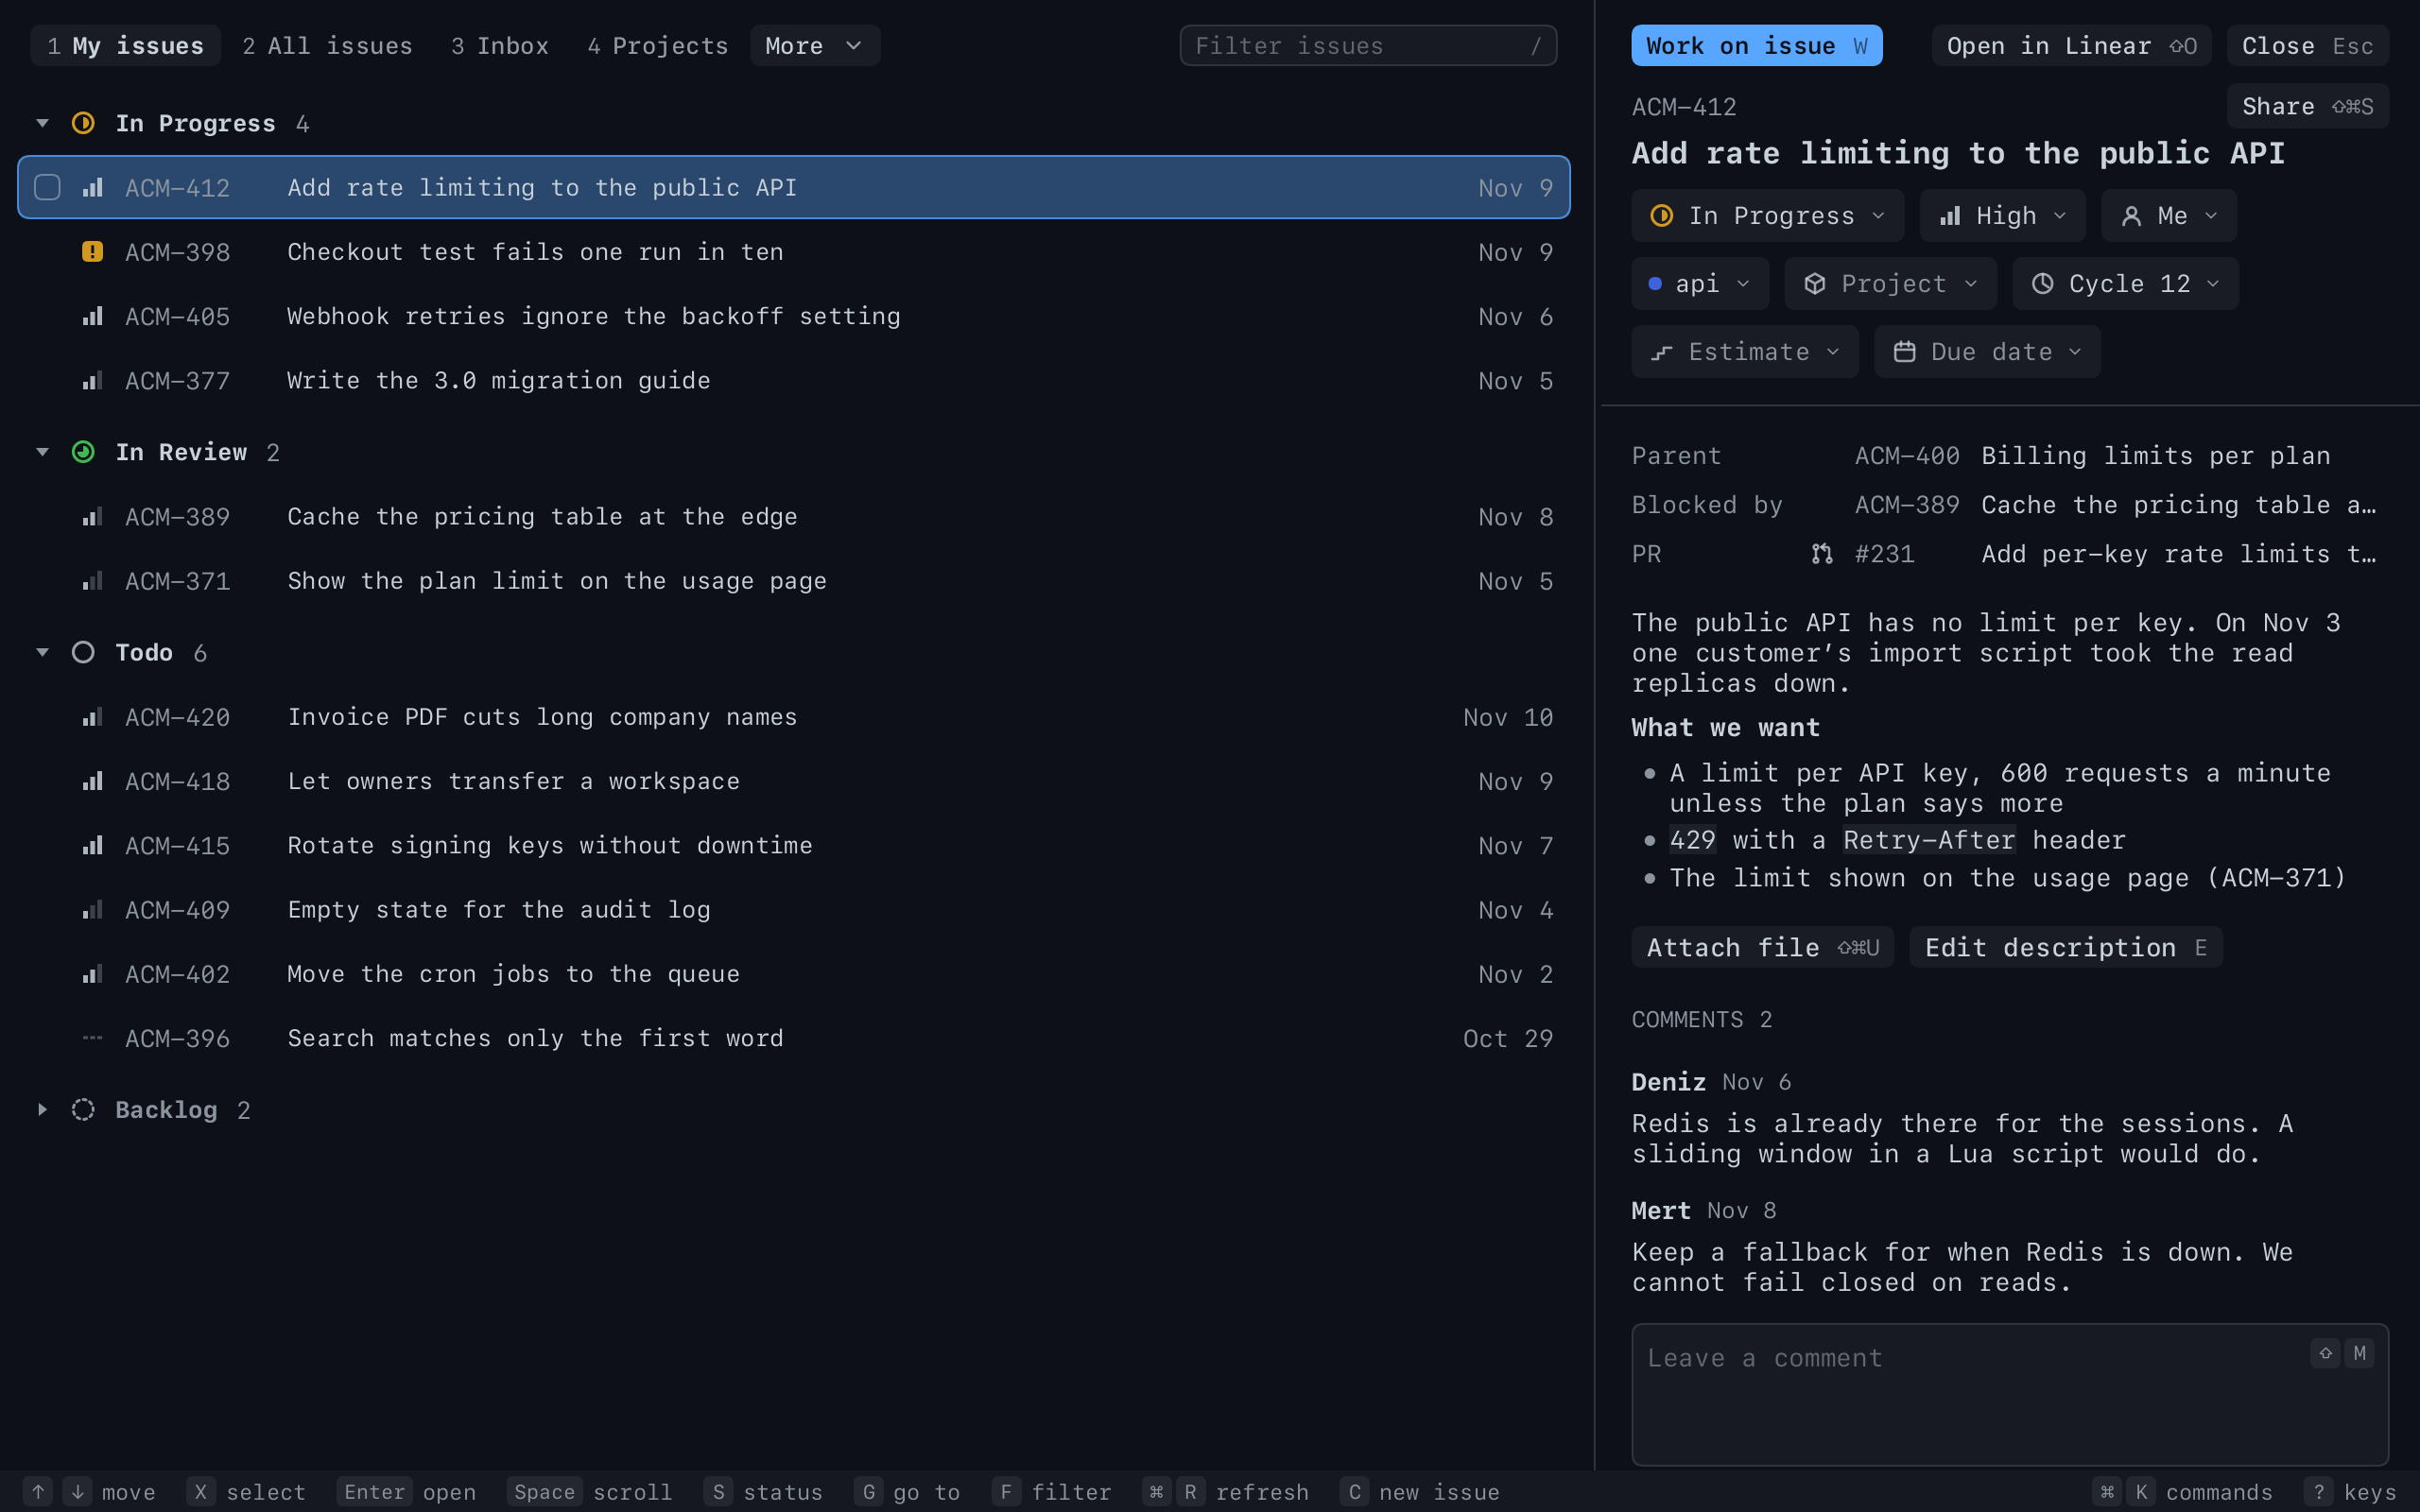 1 My issues 2 All issues 3 Inbox 4 Projects More Filter issues /
In Progress 4
ACM-412 Add rate limiting to the public API Nov 9
ACM-398 Checkout test fails one run in ten Nov 9
ACM-405 Webhook retries ignore the backoff setting Nov 6
ACM-377 Write the 3.0 migration guide Nov 5
In Review 2
ACM-389 Cache the pricing table at the edge Nov 8
ACM-371 Show the plan limit on the usage page Nov 5
Todo 6
ACM-420 Invoice PDF cuts long company names Nov 10
ACM-418 Let owners transfer a workspace Nov 9
ACM-415 Rotate signing keys without downtime Nov 7
ACM-409 Empty state for the audit log Nov 4
ACM-402 Move the cron jobs to the queue Nov 2
ACM-396 Search matches only the first word Oct 29
Backlog 2
Work on issue W Open in Linear ⇧O Close Esc
ACM-412 Share ⇧⌘S
Add rate limiting to the public API
In Progress High Me
api Project Cycle 12
Estimate Due date
Parent ACM-400 Billing limits per plan
Blocked by ACM-389 Cache the pricing table a…
PR #231 Add per-key rate limits t…
The public API has no limit per key. On Nov 3
one customer’s import script took the read
replicas down.
What we want
• A limit per API key, 600 requests a minute
unless the plan says more
• 429 with a Retry-After header
• The limit shown on the usage page (ACM-371)
Attach file ⇧⌘U Edit description E
COMMENTS 2
Deniz Nov 6
Redis is already there for the sessions. A
sliding window in a Lua script would do.
Mert Nov 8
Keep a fallback for when Redis is down. We
cannot fail closed on reads.
Leave a comment ⇧ M
↑ ↓ move X select Enter open Space scroll S status G go to F filter ⌘ R refresh C new issue ⌘ K commands ? keys